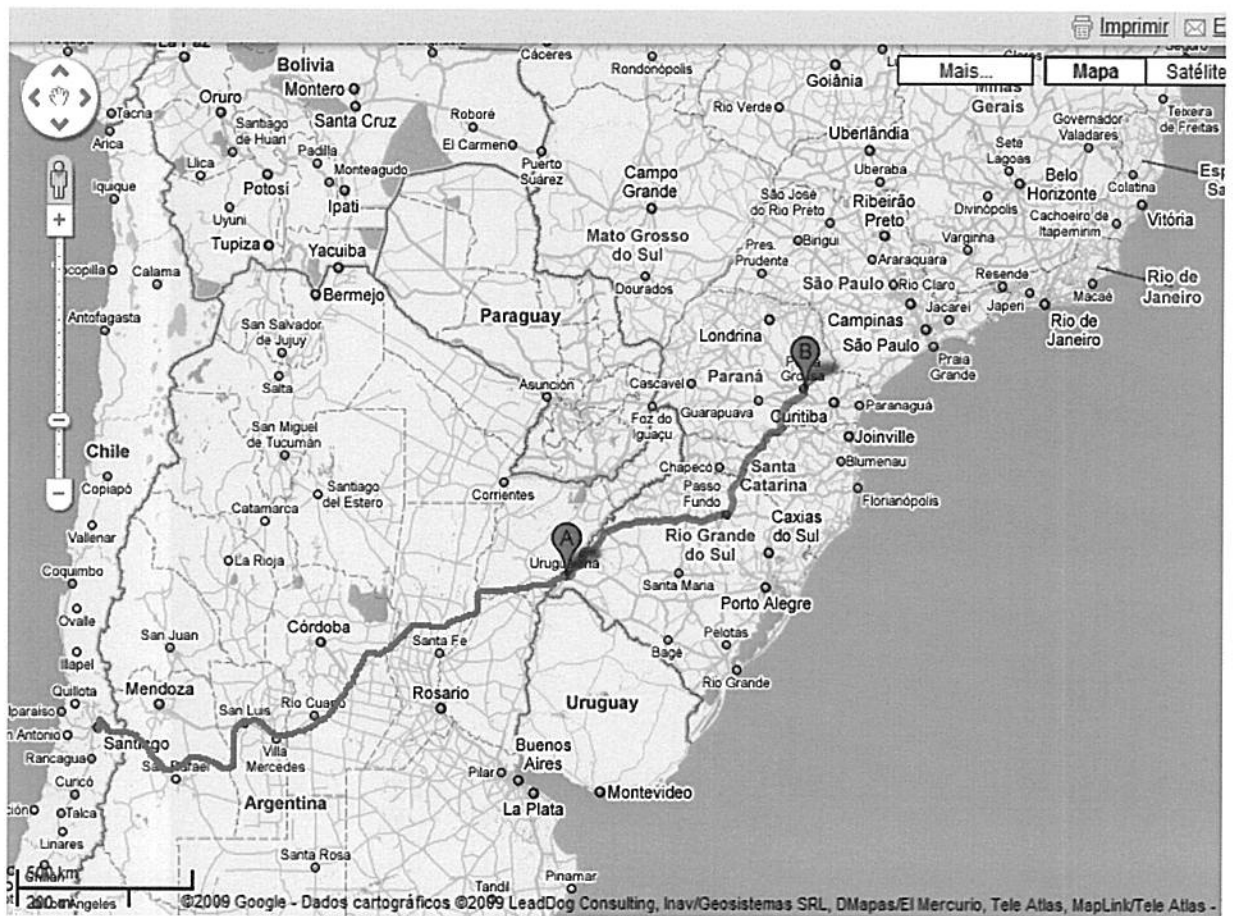 Imprimir
Mais...
Mapa
Satélite
La Paz
Cáceres
Bolivia
Montero
Rondonópolis
Goiânia
Minas
Gerais
Tacna
Oruro
Santa Cruz
Roboré
Rio Verde
Governador
Valadares
Teixeira
de Freitas
Arica
Santiago
de Huari
Padilla
El Carmen
Uberlândia
Sete
Lagoas
Llica
Monteagudo
Puerto
Suárez
Campo
Grande
Uberaba
Belo
Horizonte
Colatina
Iquique
Potosí
Ipati
São José
do Rio Preto
Ribeirão
Preto
Divinópolis
Cachoeiro de
Itapemirim
Vitória
Uyuni
Tupiza
Yacuiba
Mato Grosso
do Sul
Pres.
Prudente
Birigui
Varginha
Araraquara
Calama
Bermejo
Dourados
São Paulo
Rio Claro
Resende
Macaé
Rio de
Janeiro
Antofagasta
San Salvador
de Jujuy
Paraguay
Londrina
Campinas
Jacareí
Japeri
Rio de
Janeiro
São Paulo
Praia
Grande
B
Salta
Asunción
Cascavel
Paraná
Guarapuava
Curitiba
Paranaguá
San Miguel
de Tucumán
Foz do
Iguaçu
Joinville
Chile
Copiapó
Santiago
del Estero
Corrientes
Chapecó
Santa
Catarina
Blumenau
Catamarca
Passo
Fundo
Florianópolis
Vallenar
A
Rio Grande
do Sul
Caxias
do Sul
La Rioja
Coquimbo
Santa Maria
Porto Alegre
Ovalle
San Juan
Córdoba
Santa Fe
Bagé
Pelotas
Illapel
Rio Grande
Quillota
Mendoza
San Luis
Rosario
Uruguay
Santiago
Villa
Mercedes
Rancagua
Buenos
Aires
Curicó
Pilar
Argentina
La Plata
Montevideo
Talca
Linares
Santa Rosa
500 km
Tandil
Pinamar
©2009 Google - Dados cartográficos ©2009 LeadDog Consulting, Inav/Geosistemas SRL, DMapas/El Mercurio, Tele Atlas, MapLink/Tele Atlas -